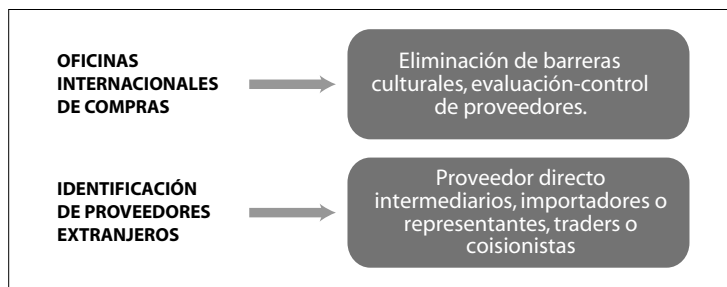 OFICINAS
INTERNACIONALES
DE COMPRAS
Eliminación de barreras
culturales, evaluación-control
de proveedores.
IDENTIFICACIÓN
DE PROVEEDORES
EXTRANJEROS
Proveedor directo
intermediarios, importadores o
representantes, traders o
coisionistas